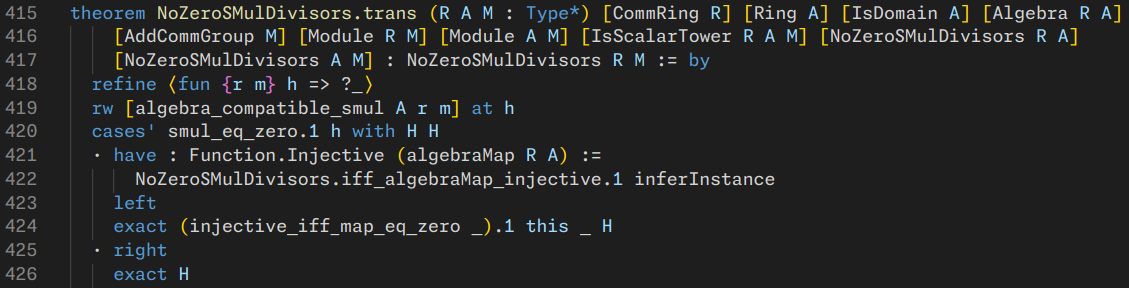 415 theorem NoZeroSMulDivisors.trans (R A M : Type*) [CommRing R] [Ring A] [IsDomain A] [Algebra R A]
416     [AddCommGroup M] [Module R M] [Module A M] [IsScalarTower R A M] [NoZeroSMulDivisors R A]
417     [NoZeroSMulDivisors A M] : NoZeroSMulDivisors R M := by
418   refine ⟨fun {r m} h => ?_⟩
419   rw [algebra_compatible_smul A r m] at h
420   cases' smul_eq_zero.1 h with H H
421   · have : Function.Injective (algebraMap R A) :=
422       NoZeroSMulDivisors.iff_algebraMap_injective.1 inferInstance
423     left
424     exact (injective_iff_map_eq_zero _).1 this _ H
425   · right
426     exact H